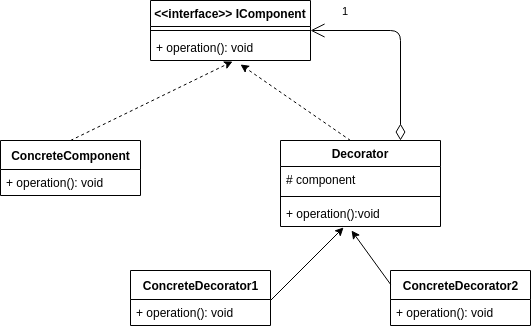 <<interface>> IComponent
1
+ operation(): void
ConcreteComponent
+ operation(): void
Decorator
# component
+ operation():void
ConcreteDecorator1
+ operation(): void
ConcreteDecorator2
+ operation(): void